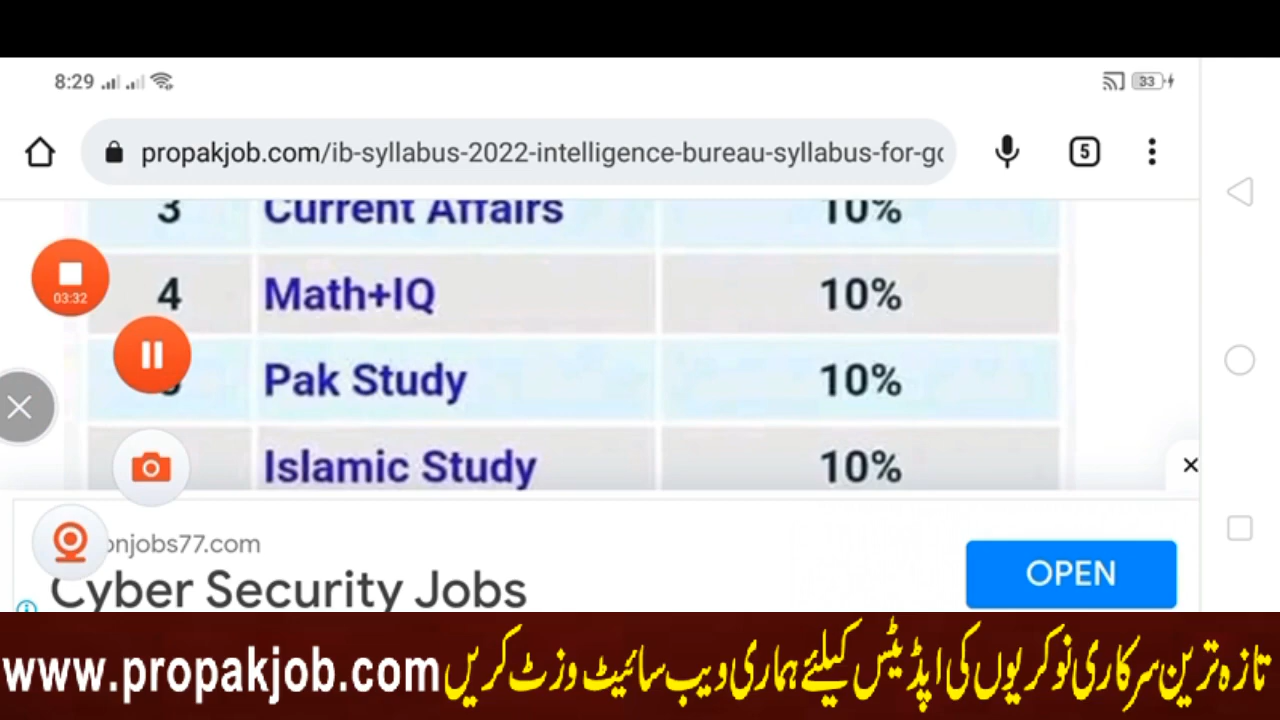 8:29
33
propakjob.com/ib-syllabus-2022-intelligence-bureau-syllabus-for-gc
5
3 Current Affairs 10%
03:32
4 Math+IQ 10%
Pak Study 10%
Islamic Study 10%
onjobs77.com
Cyber Security Jobs
OPEN
www.propakjob.com تازہ ترین سرکاری نوکریوں کی اپڈیٹس کیلئے ہماری ویب سائیٹ وزٹ کریں